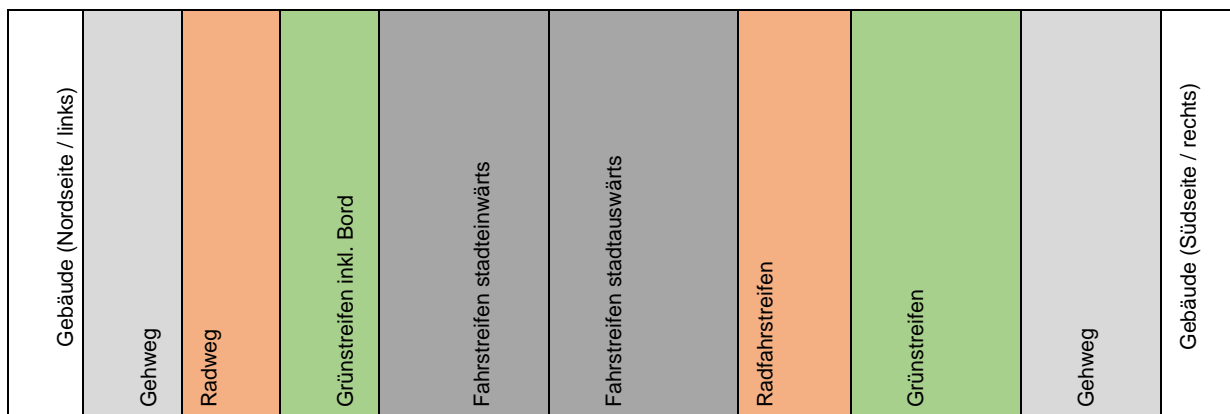 Gebäude (Nordseite / links)
Gehweg
Radweg
Grünstreifen inkl. Bord
Fahrstreifen stadteinwärts
Fahrstreifen stadtauswärts
Radfahrstreifen
Grünstreifen
Gehweg
Gebäude (Südseite / rechts)